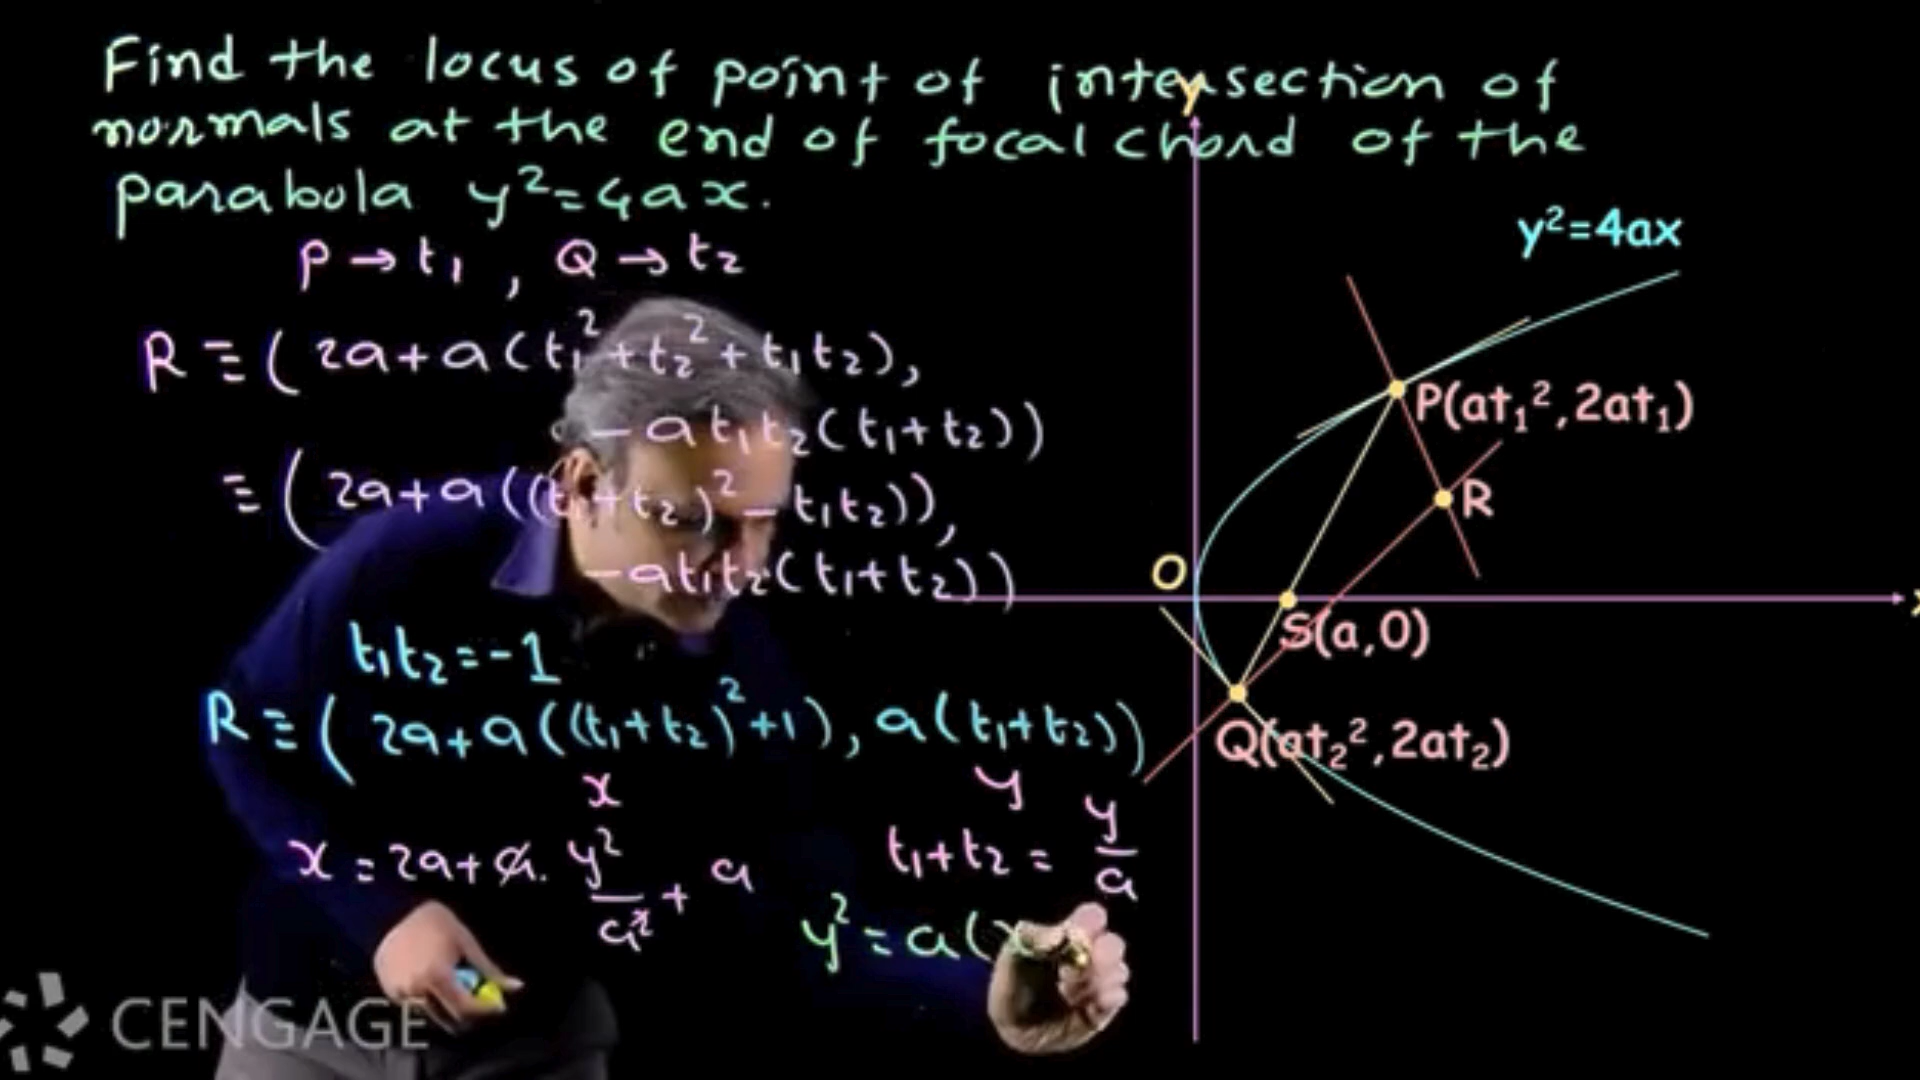 Find the locus of point of intersection of
normals at the end of focal chord of the
parabola y²=4ax.
P→t₁, Q→t₂
R≡(2a+a(t₁²+t₂²+t₁t₂),
-at₁t₂(t₁+t₂))
≡(2a+a((t₁+t₂)²-t₁t₂)),
-at₁t₂(t₁+t₂))
t₁t₂=-1
R≡(2a+a((t₁+t₂)²+1), a(t₁+t₂))
x y
x=2a+a.y²/a²+a
t₁+t₂=y/a
y²=a(x
y
y²=4ax
P(at₁²,2at₁)
R
O
S(a,0)
Q(at₂²,2at₂)
CENGAGE